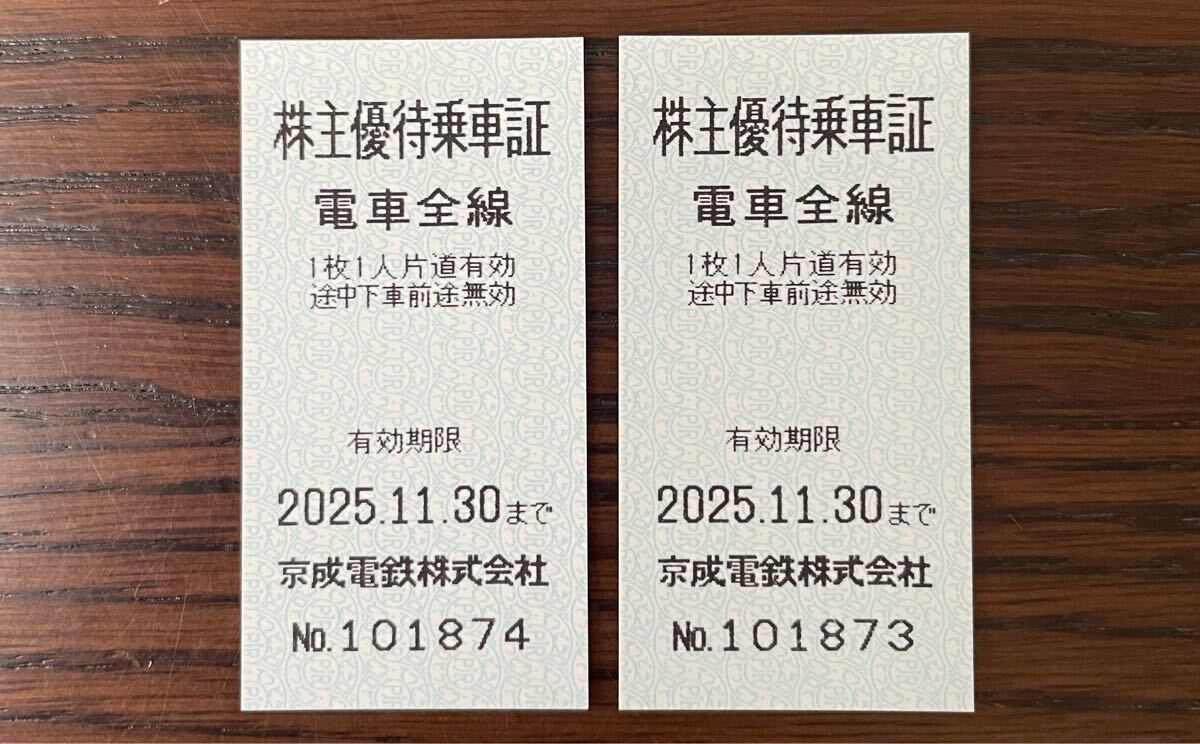 株主優待乗車証
電車全線
1枚1人片道有効
途中下車前途無効
有効期限
2025.11.30まで
京成電鉄株式会社
No.101874
株主優待乗車証
電車全線
1枚1人片道有効
途中下車前途無効
有効期限
2025.11.30まで
京成電鉄株式会社
No.101873